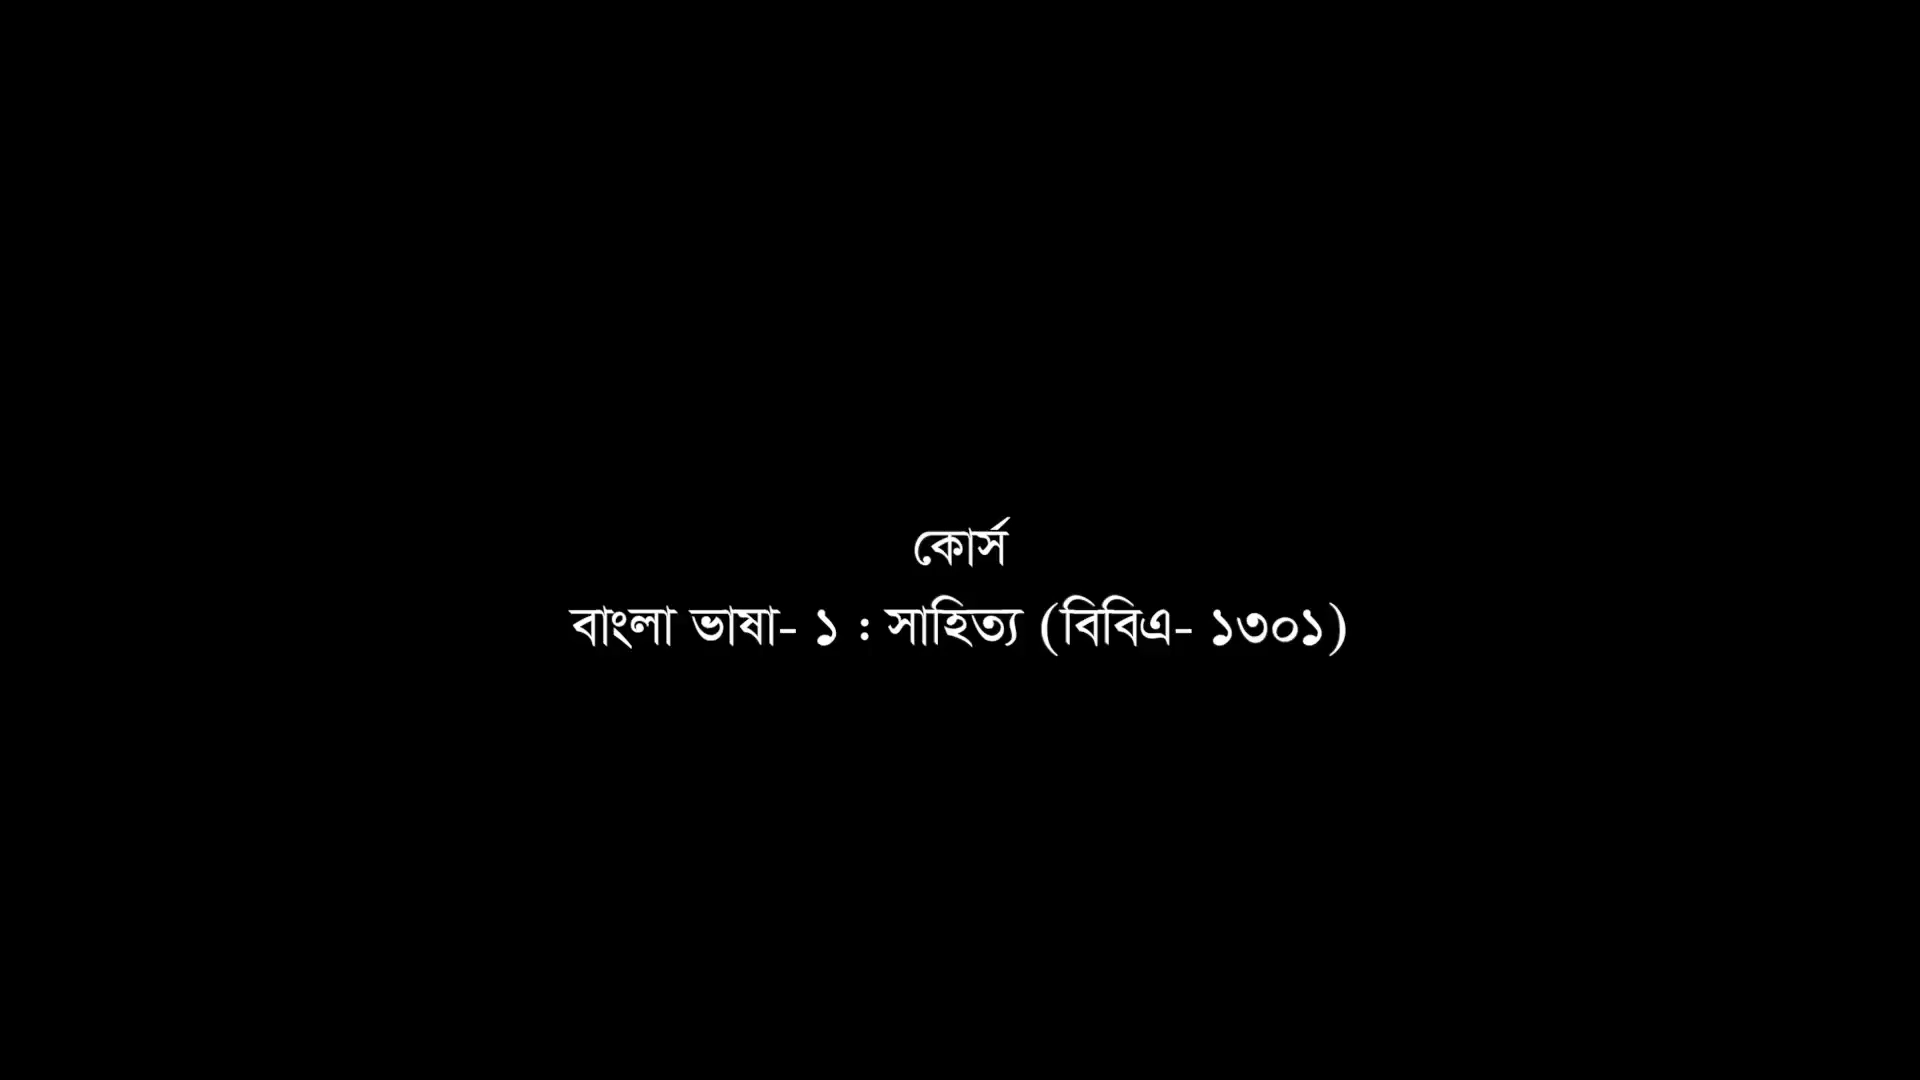 কোর্স
বাংলা ভাষা- ১ : সাহিত্য (বিবিএ- ১৩০১)